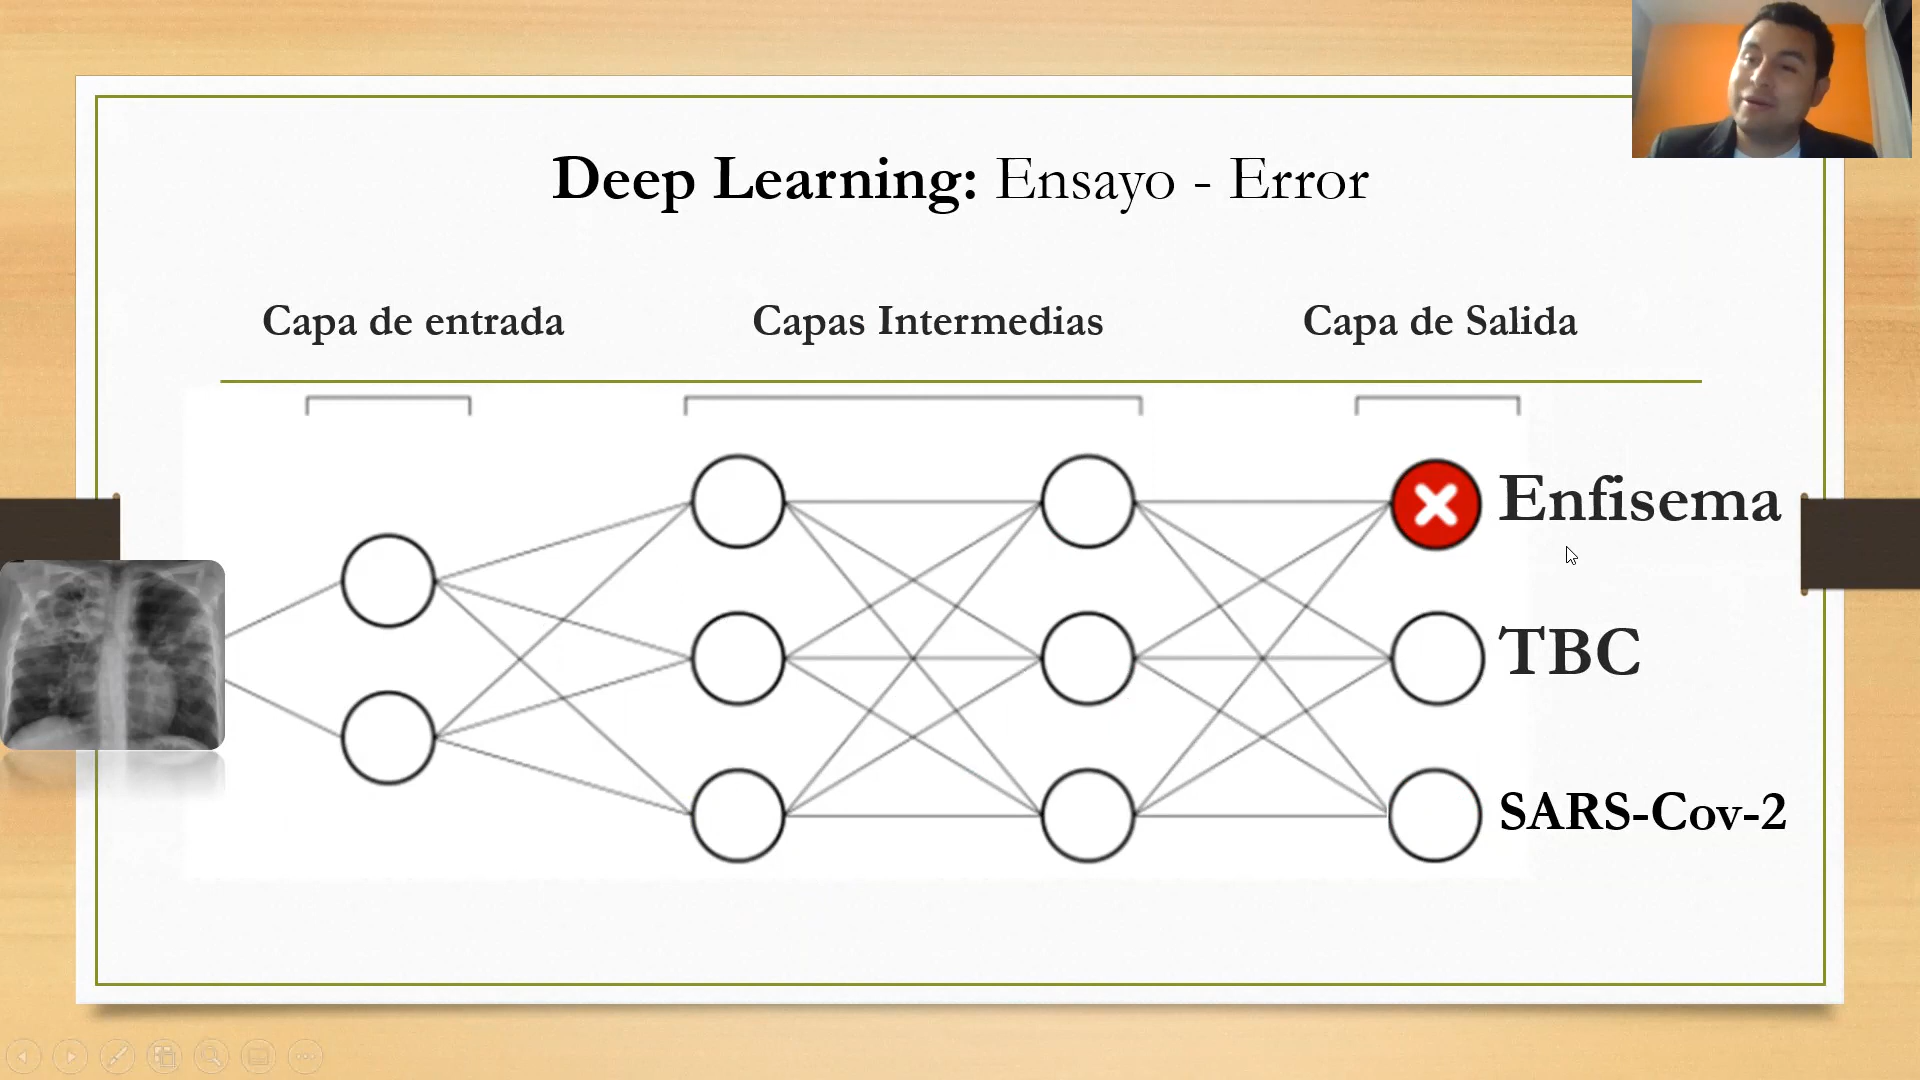 Deep Learning: Ensayo - Error
Capa de entrada
Capas Intermedias
Capa de Salida
Enfisema
TBC
SARS-Cov-2